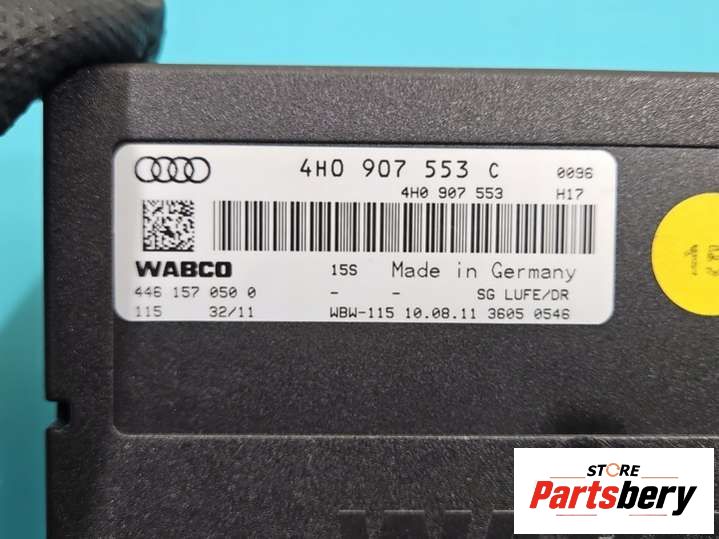 4H0 907 553 C 0096
4H0 907 553 H17
WABCO 15S Made in Germany
446 157 050 0 - - SG LUFE/DR
115 32/11 WBW-115 10.08.11 3605 0546
STORE
Partsbery